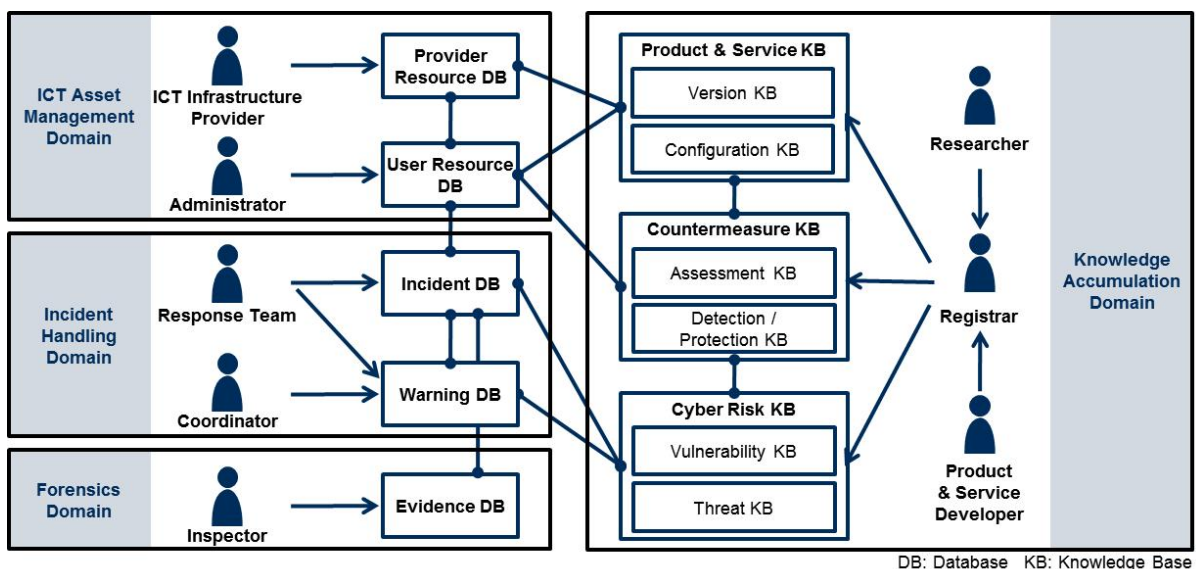 ICT Asset
Management
Domain
ICT Infrastructure
Provider
Administrator
Provider
Resource DB
User Resource
DB
Incident
Handling
Domain
Response Team
Coordinator
Incident DB
Warning DB
Forensics
Domain
Inspector
Evidence DB
Product & Service KB
Version KB
Configuration KB
Countermeasure KB
Assessment KB
Detection /
Protection KB
Cyber Risk KB
Vulnerability KB
Threat KB
Researcher
Registrar
Product
& Service
Developer
Knowledge
Accumulation
Domain
DB: Database KB: Knowledge Base